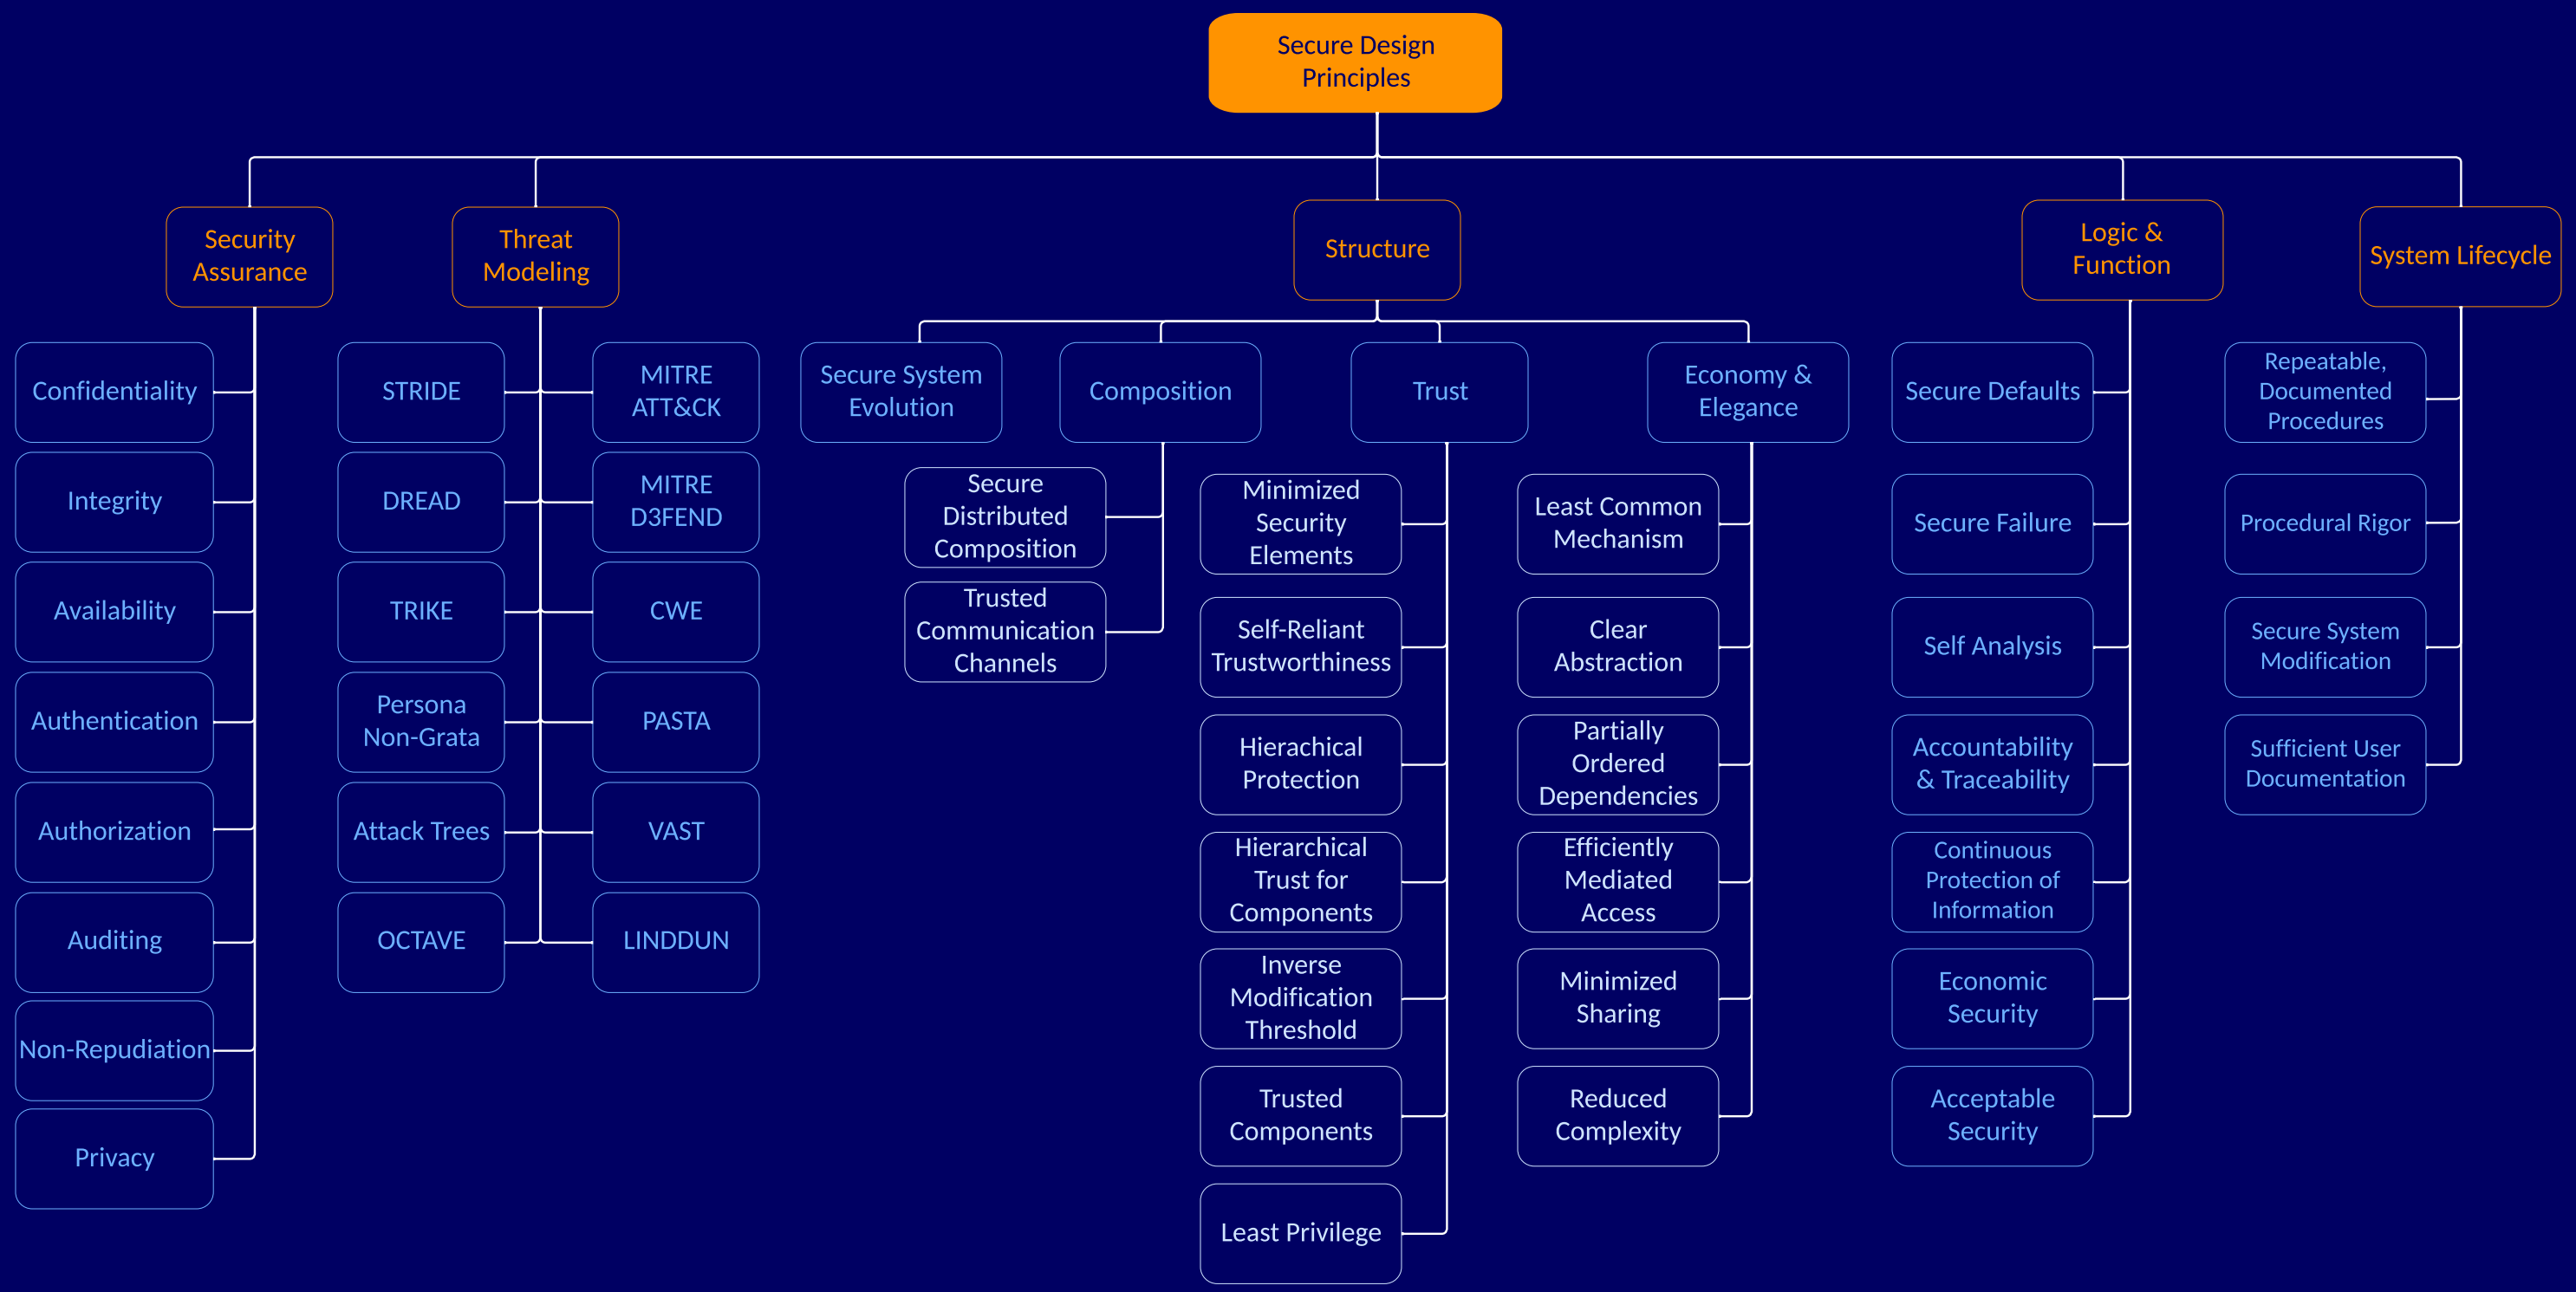 Secure Design
Principles
Security
Assurance
Threat
Modeling
Structure
Logic &
Function
System Lifecycle
Confidentiality
Integrity
Availability
Authentication
Authorization
Auditing
Non-Repudiation
Privacy
STRIDE
DREAD
TRIKE
Persona
Non-Grata
Attack Trees
OCTAVE
MITRE
ATT&CK
MITRE
D3FEND
CWE
PASTA
VAST
LINDDUN
Secure System
Evolution
Composition
Secure
Distributed
Composition
Trusted
Communication
Channels
Trust
Minimized
Security
Elements
Self-Reliant
Trustworthiness
Hierachical
Protection
Hierarchical
Trust for
Components
Inverse
Modification
Threshold
Trusted
Components
Least Privilege
Economy &
Elegance
Least Common
Mechanism
Clear
Abstraction
Partially
Ordered
Dependencies
Efficiently
Mediated
Access
Minimized
Sharing
Reduced
Complexity
Secure Defaults
Secure Failure
Self Analysis
Accountability
& Traceability
Continuous
Protection of
Information
Economic
Security
Acceptable
Security
Repeatable,
Documented
Procedures
Procedural Rigor
Secure System
Modification
Sufficient User
Documentation